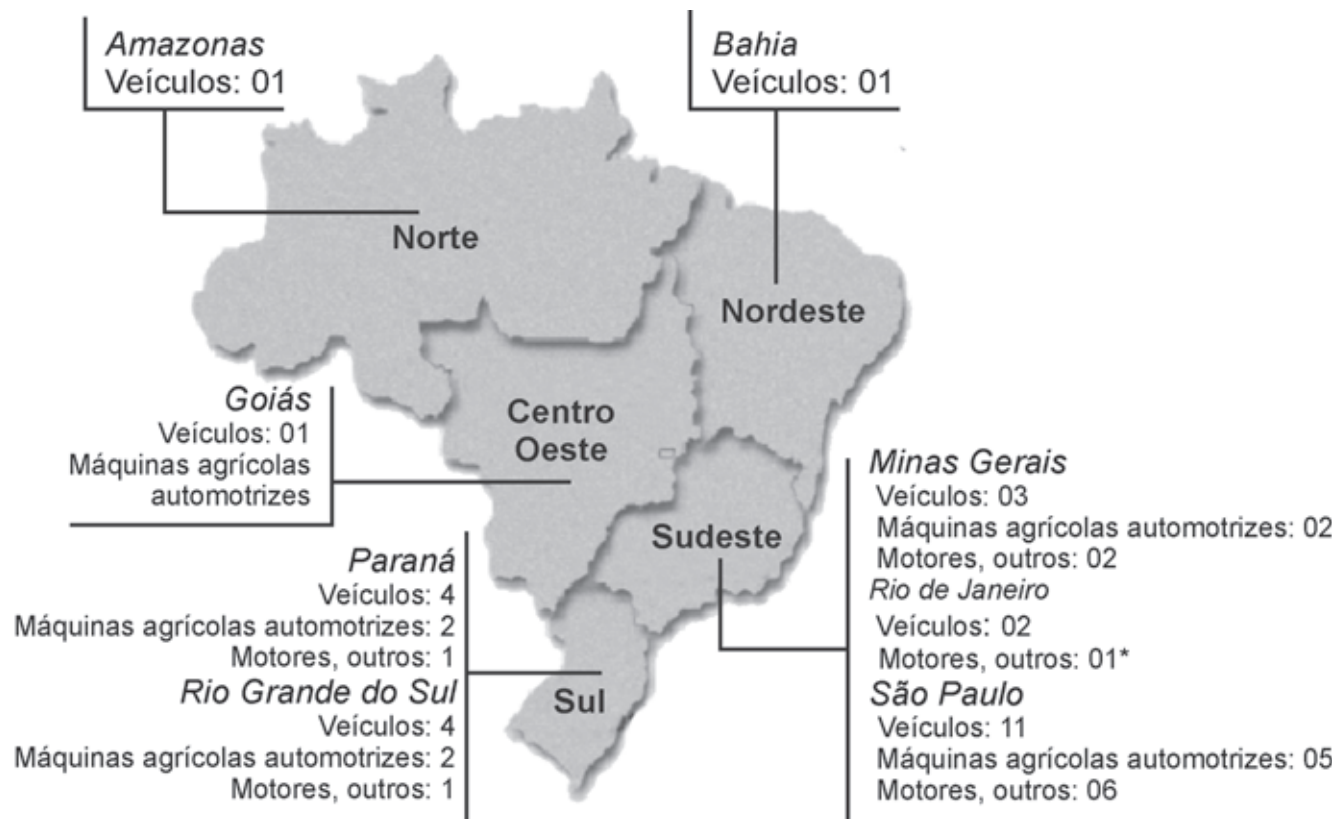 Amazonas
Veículos: 01
Bahia
Veículos: 01
Norte
Nordeste
Goiás
Veículos: 01
Máquinas agrícolas
automotrizes
Centro
Oeste
Minas Gerais
Veículos: 03
Máquinas agrícolas automotrizes: 02
Motores, outros: 02
Rio de Janeiro
Veículos: 02
Motores, outros: 01*
São Paulo
Veículos: 11
Máquinas agrícolas automotrizes: 05
Motores, outros: 06
Sudeste
Paraná
Veículos: 4
Máquinas agrícolas automotrizes: 2
Motores, outros: 1
Rio Grande do Sul
Veículos: 4
Máquinas agrícolas automotrizes: 2
Motores, outros: 1
Sul